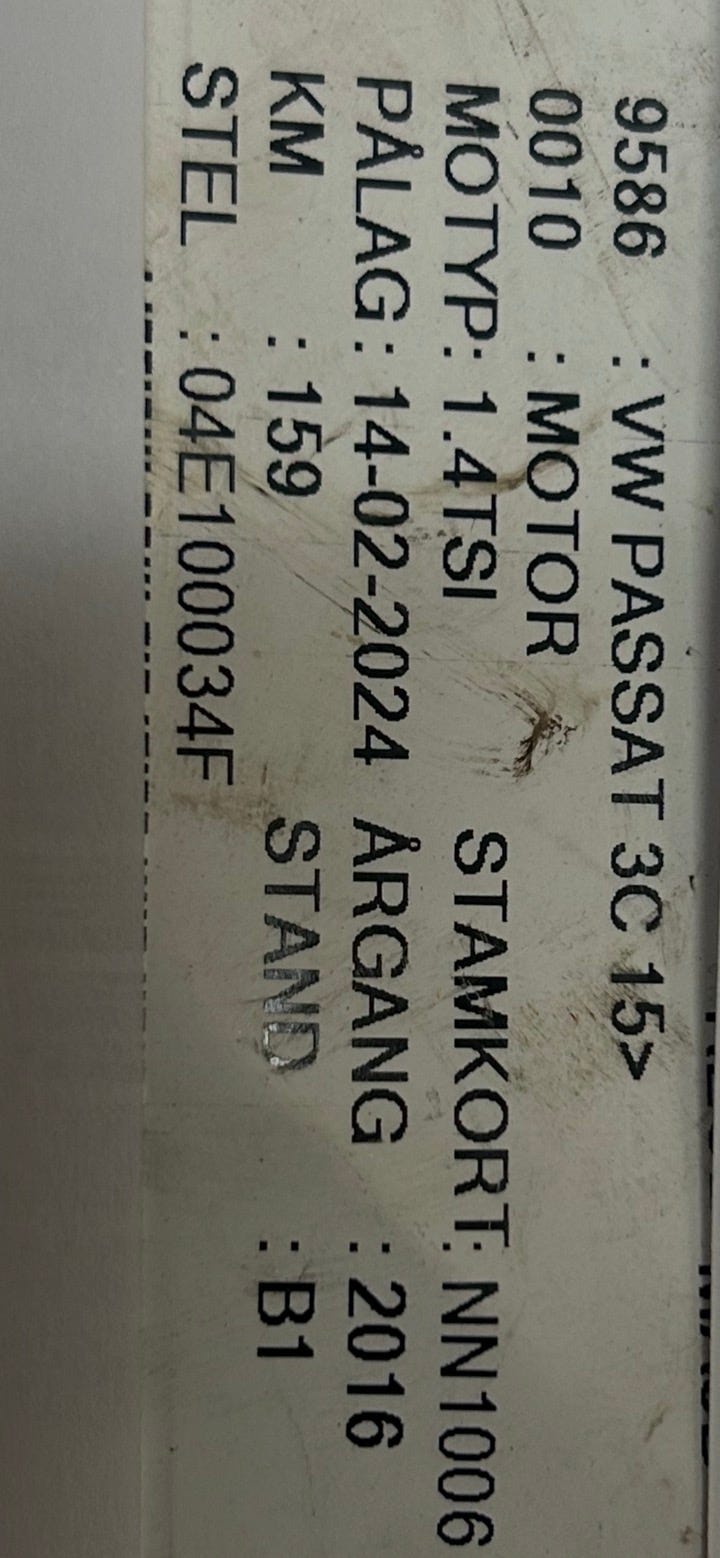 9586 : VW PASSAT 3C 15>
0010 : MOTOR
MOTYP: 1.4TSI STAMKORT: NN1006
PÅLAG : 14-02-2024 ÅRGANG : 2016
KM : 159 STAND : B1
STEL : 04E100034F